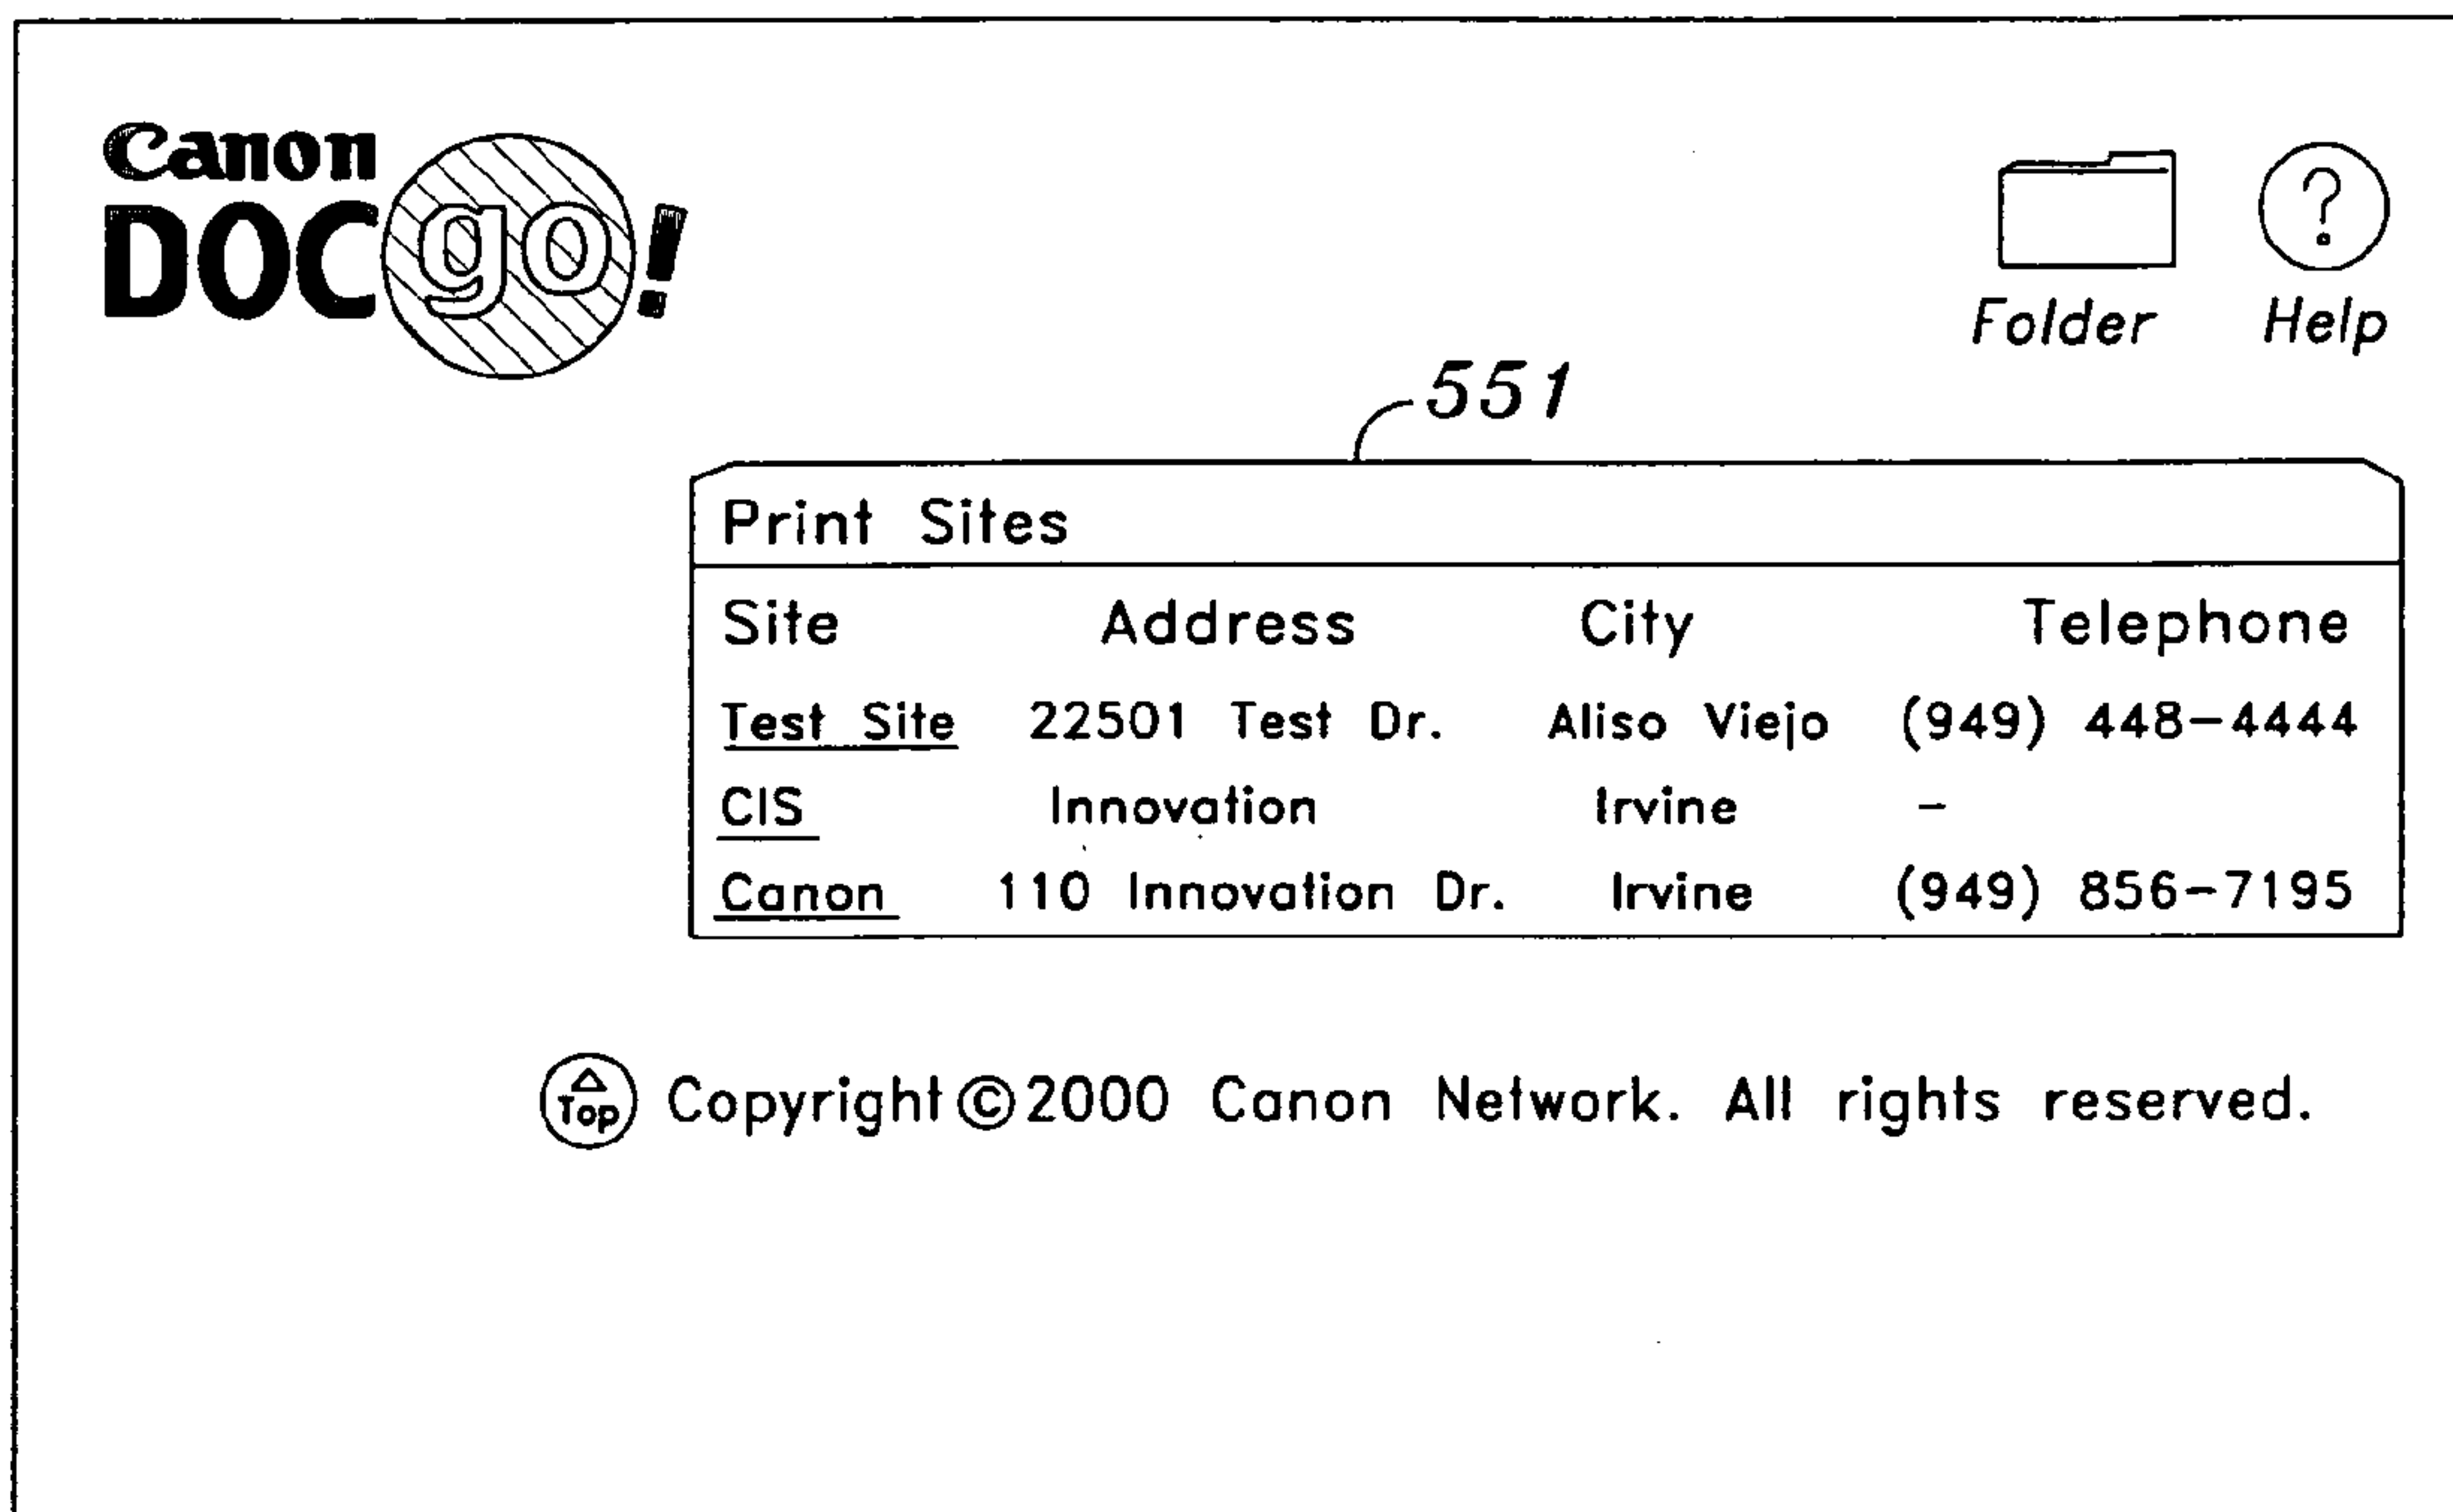 Canon
DOCgo!
Folder Help
551
Print Sites
Site Address City Telephone
Test Site 22501 Test Dr. Aliso Viejo (949) 448-4444
CIS Innovation Irvine -
Canon 110 Innovation Dr. Irvine (949) 856-7195
Top Copyright©2000 Canon Network. All rights reserved.